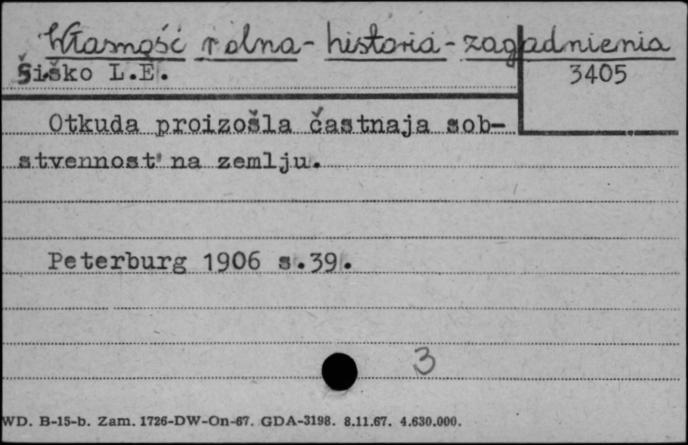 Własność rolna - historia - zagadnienia
Šiško L.E.
3405
Otkuda proizošla častnaja sob-
stvennost' na zemlju.
Peterburg 1906 s.39.
3
WD. B-15-b. Zam. 1726-DW-On-67. GDA-3198. 8.11.67. 4.630.000.